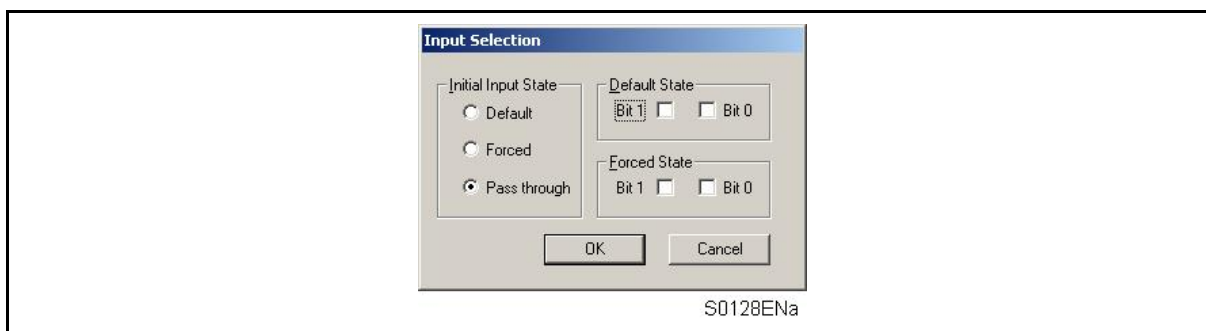 Input Selection
Initial Input State
Default
Forced
Pass through
Default State
Bit 1 Bit 0
Forced State
Bit 1 Bit 0
OK Cancel
S0128ENa